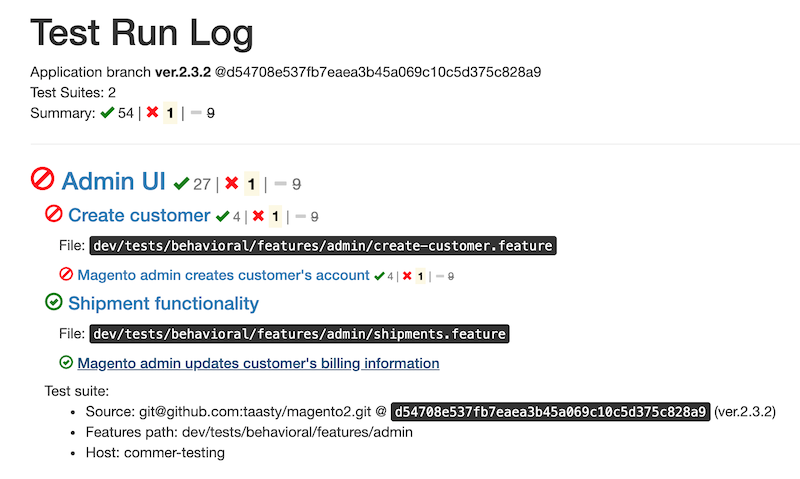 Test Run Log
Application branch ver.2.3.2 @d54708e537fb7eaea3b45a069c10c5d375c828a9
Test Suites: 2
Summary: ✔ 54 | ✖ 1 | − 9
Admin UI ✔ 27 | ✖ 1 | − 9
Create customer ✔ 4 | ✖ 1 | − 9
File: dev/tests/behavioral/features/admin/create-customer.feature
Magento admin creates customer's account ✔ 4 | ✖ 1 | − 9
Shipment functionality
File: dev/tests/behavioral/features/admin/shipments.feature
Magento admin updates customer's billing information
Test suite:
• Source: git@github.com:taasty/magento2.git @ d54708e537fb7eaea3b45a069c10c5d375c828a9 (ver.2.3.2)
• Features path: dev/tests/behavioral/features/admin
• Host: commer-testing